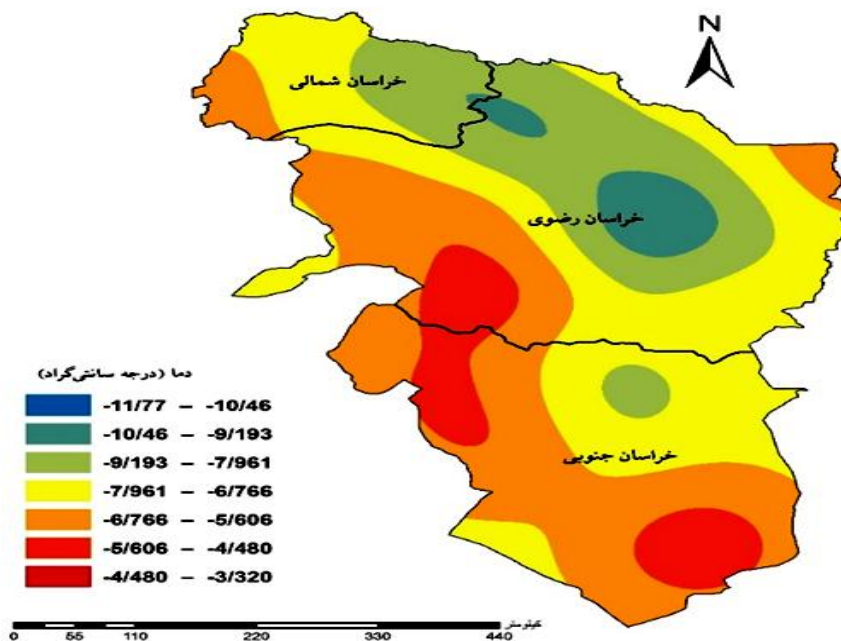 N
خراسان شمالی
خراسان رضوی
خراسان جنوبی
دما (درجه سانتی‌گراد)
-11/77 – -10/46
-10/46 – -9/193
-9/193 – -7/961
-7/961 – -6/766
-6/766 – -5/606
-5/606 – -4/480
-4/480 – -3/320
کیلومتر
0 55 110 220 330 440